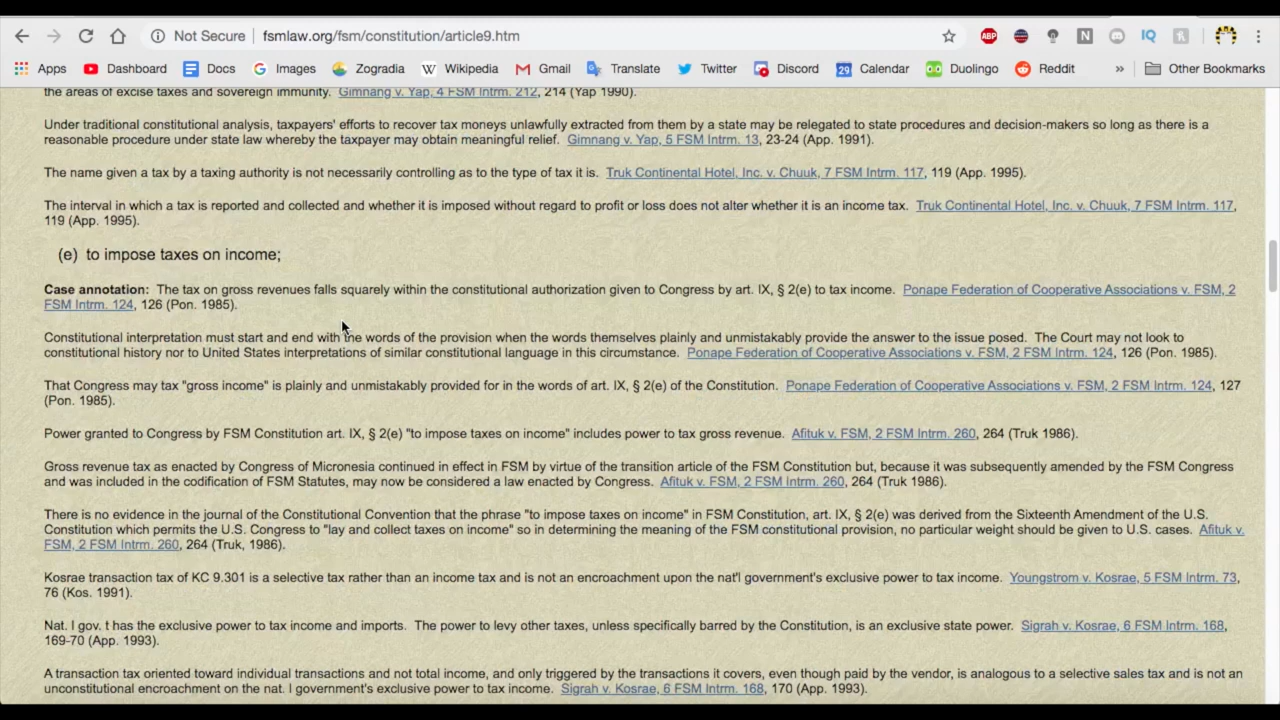 Not Secure fsmlaw.org/fsm/constitution/article9.htm ABP N IQ
Apps Dashboard Docs Images Zogradia W Wikipedia Gmail Translate Twitter Discord 29 Calendar Duolingo Reddit » Other Bookmarks
the areas of excise taxes and sovereign immunity. Gimnang v. Yap, 4 FSM Intrm. 212, 214 (Yap 1990).
Under traditional constitutional analysis, taxpayers' efforts to recover tax moneys unlawfully extracted from them by a state may be relegated to state procedures and decision-makers so long as there is a
reasonable procedure under state law whereby the taxpayer may obtain meaningful relief. Gimnang v. Yap, 5 FSM Intrm. 13, 23-24 (App. 1991).
The name given a tax by a taxing authority is not necessarily controlling as to the type of tax it is. Truk Continental Hotel, Inc. v. Chuuk, 7 FSM Intrm. 117, 119 (App. 1995).
The interval in which a tax is reported and collected and whether it is imposed without regard to profit or loss does not alter whether it is an income tax. Truk Continental Hotel, Inc. v. Chuuk, 7 FSM Intrm. 117,
119 (App. 1995).
(e) to impose taxes on income;
Case annotation: The tax on gross revenues falls squarely within the constitutional authorization given to Congress by art. IX, § 2(e) to tax income. Ponape Federation of Cooperative Associations v. FSM, 2
FSM Intrm. 124, 126 (Pon. 1985).
Constitutional interpretation must start and end with the words of the provision when the words themselves plainly and unmistakably provide the answer to the issue posed. The Court may not look to
constitutional history nor to United States interpretations of similar constitutional language in this circumstance. Ponape Federation of Cooperative Associations v. FSM, 2 FSM Intrm. 124, 126 (Pon. 1985).
That Congress may tax "gross income" is plainly and unmistakably provided for in the words of art. IX, § 2(e) of the Constitution. Ponape Federation of Cooperative Associations v. FSM, 2 FSM Intrm. 124, 127
(Pon. 1985).
Power granted to Congress by FSM Constitution art. IX, § 2(e) "to impose taxes on income" includes power to tax gross revenue. Afituk v. FSM, 2 FSM Intrm. 260, 264 (Truk 1986).
Gross revenue tax as enacted by Congress of Micronesia continued in effect in FSM by virtue of the transition article of the FSM Constitution but, because it was subsequently amended by the FSM Congress
and was included in the codification of FSM Statutes, may now be considered a law enacted by Congress. Afituk v. FSM, 2 FSM Intrm. 260, 264 (Truk 1986).
There is no evidence in the journal of the Constitutional Convention that the phrase "to impose taxes on income" in FSM Constitution, art. IX, § 2(e) was derived from the Sixteenth Amendment of the U.S.
Constitution which permits the U.S. Congress to "lay and collect taxes on income" so in determining the meaning of the FSM constitutional provision, no particular weight should be given to U.S. cases. Afituk v.
FSM, 2 FSM Intrm. 260, 264 (Truk, 1986).
Kosrae transaction tax of KC 9.301 is a selective tax rather than an income tax and is not an encroachment upon the nat'l government's exclusive power to tax income. Youngstrom v. Kosrae, 5 FSM Intrm. 73,
76 (Kos. 1991).
Nat. l gov. t has the exclusive power to tax income and imports. The power to levy other taxes, unless specifically barred by the Constitution, is an exclusive state power. Sigrah v. Kosrae, 6 FSM Intrm. 168,
169-70 (App. 1993).
A transaction tax oriented toward individual transactions and not total income, and only triggered by the transactions it covers, even though paid by the vendor, is analogous to a selective sales tax and is not an
unconstitutional encroachment on the nat. l government's exclusive power to tax income. Sigrah v. Kosrae, 6 FSM Intrm. 168, 170 (App. 1993).